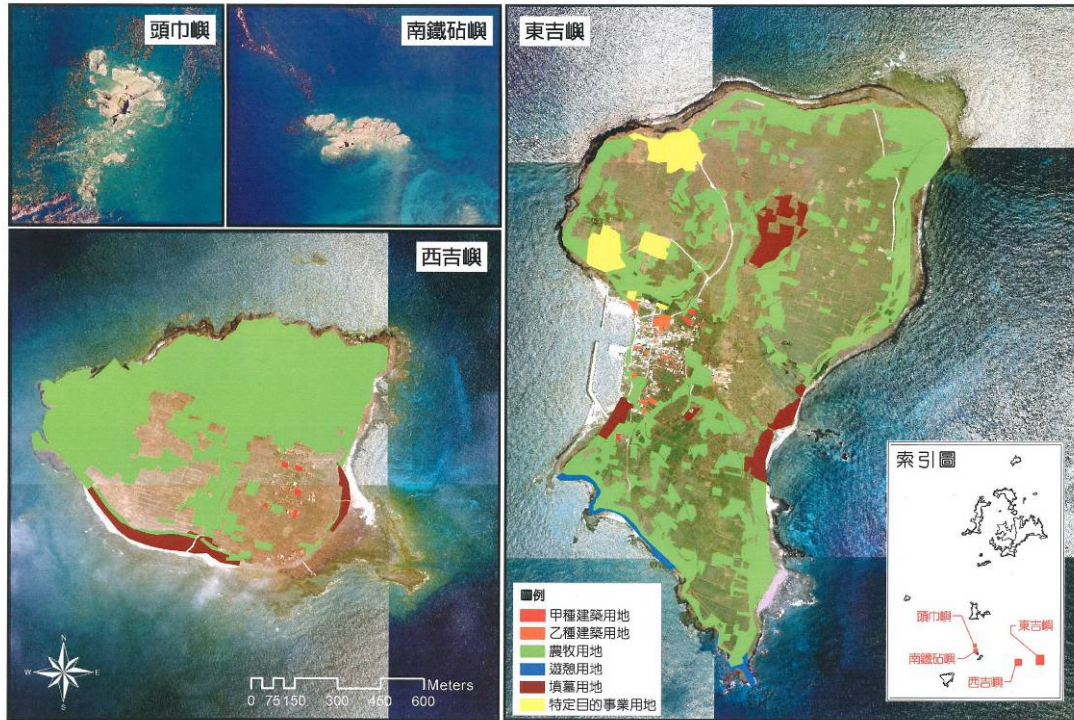 頭巾嶼
南鐵砧嶼
東吉嶼
西吉嶼
N
W
E
S
Meters
0 75 150 300 450 600
圖例
甲種建築用地
乙種建築用地
農牧用地
遊憩用地
墳墓用地
特定目的事業用地
索引圖
頭巾嶼
東吉嶼
南鐵砧嶼
西吉嶼